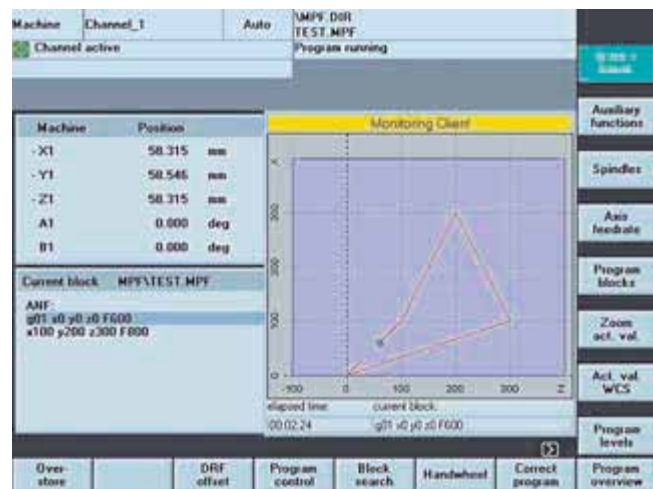 Machine Channel_1 Auto \MPF.DIR
TEST.MPF
Channel active Program running
Auxiliary
functions
Machine Position Monitoring Client
- X1 58.315 mm
- Y1 58.546 mm
Spindles
- Z1 58.315 mm
A1 0.000 deg
B1 0.000 deg
Axis
feedrate
Current block MPF\TEST.MPF
Program
blocks
ANF:
g01 x0 y0 z0 F600
x100 y200 z300 F800
300
200
100
0
X
-100 0 100 200 300 Z
Zoom
act. val.
Act. val.
WCS
elapsed time: current block:
00:02:24 g01 x0 y0 z0 F600
Program
levels
Over-
store
DRF
offset
Program
control
Block
search
Handwheel
Correct
program
Program
overview